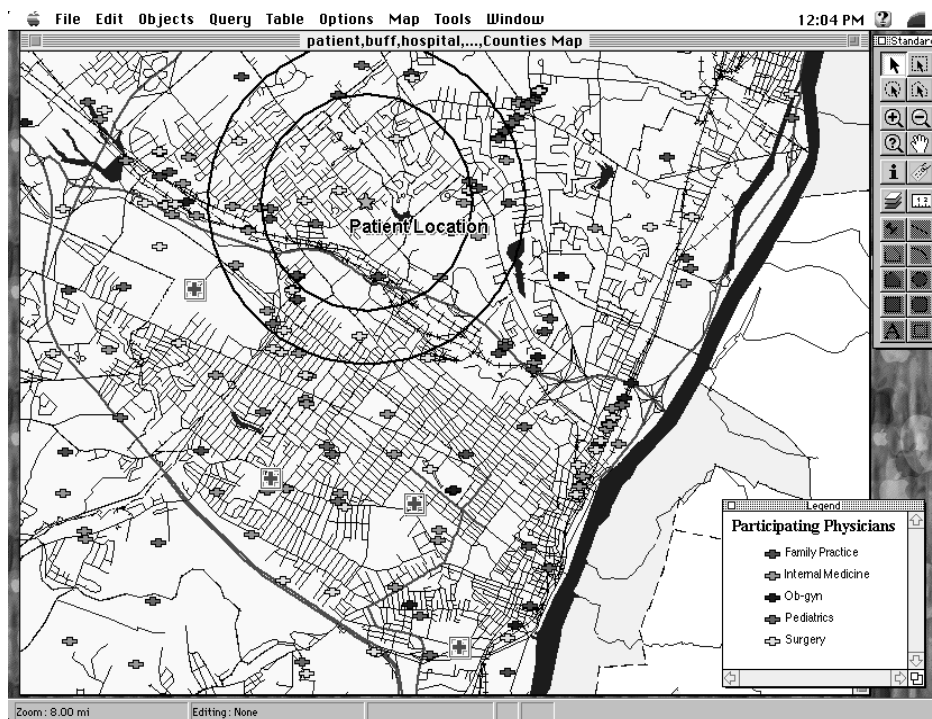 File Edit Objects Query Table Options Map Tools Window 12:04 PM
patient,buff,hospital,...,Counties Map
Standard
Patient Location
A
Legend
Participating Physicians
Family Practice
Internal Medicine
Ob-gyn
Pediatrics
Surgery
Zoom: 8.00 mi Editing: None